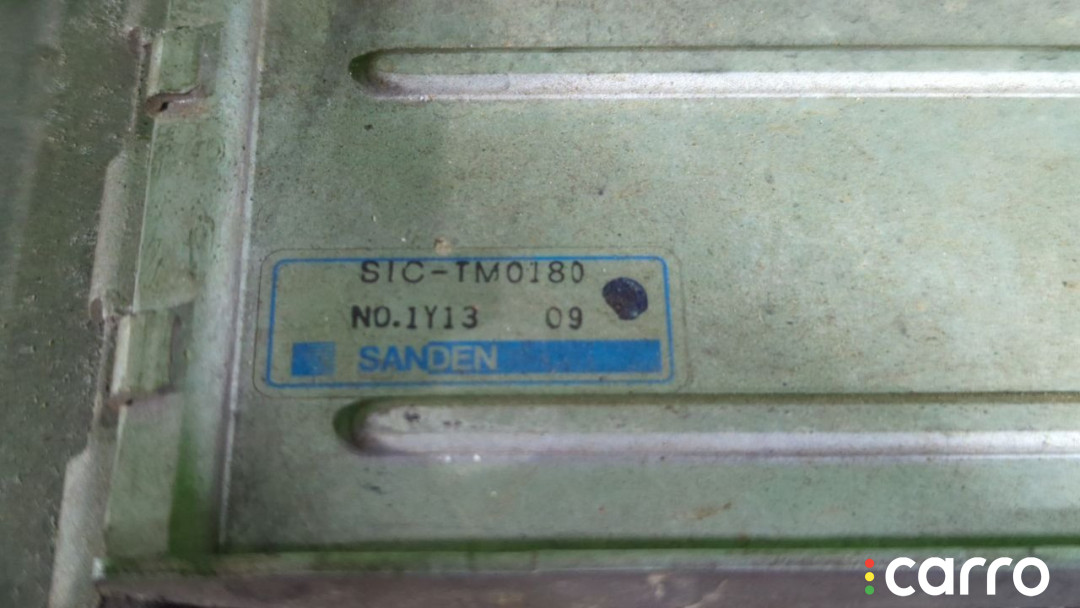 SIC-TM0180
NO.1Y13 09
SANDEN
carro